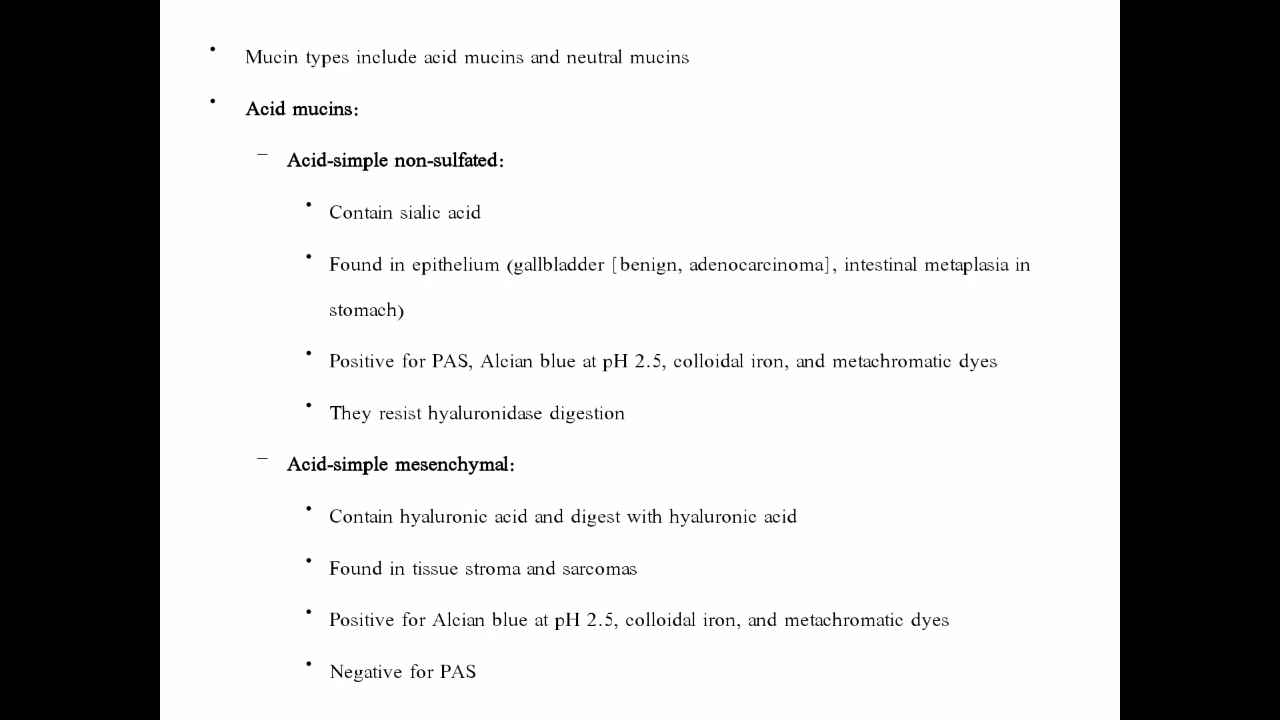 • Mucin types include acid mucins and neutral mucins
• Acid mucins:
– Acid-simple non-sulfated:
• Contain sialic acid
• Found in epithelium (gallbladder [benign, adenocarcinoma], intestinal metaplasia in
stomach)
• Positive for PAS, Alcian blue at pH 2.5, colloidal iron, and metachromatic dyes
• They resist hyaluronidase digestion
– Acid-simple mesenchymal:
• Contain hyaluronic acid and digest with hyaluronic acid
• Found in tissue stroma and sarcomas
• Positive for Alcian blue at pH 2.5, colloidal iron, and metachromatic dyes
• Negative for PAS